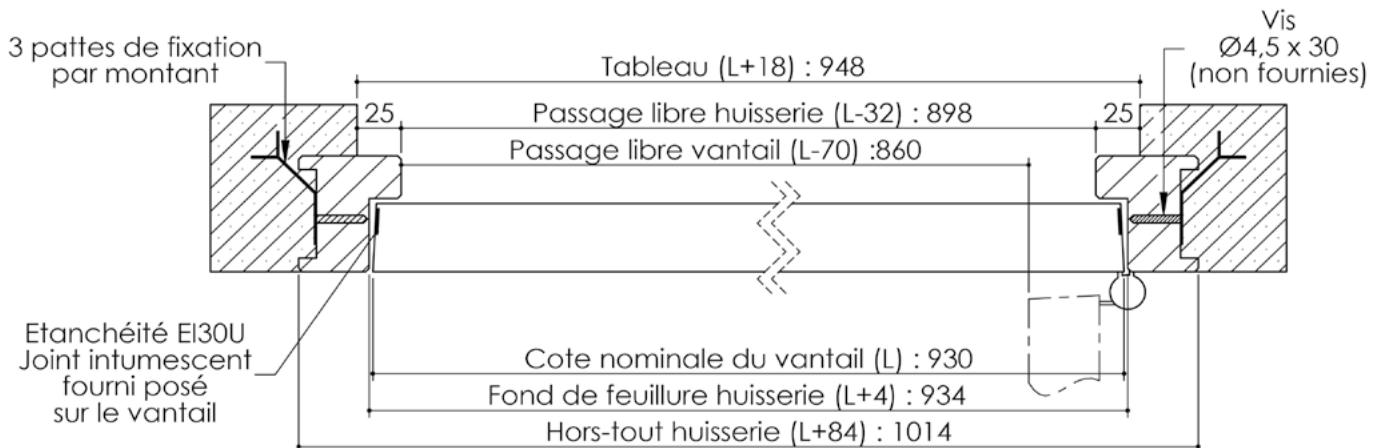 3 pattes de fixation
par montant
Vis
Ø4,5 x 30
(non fournies)
Tableau (L+18) : 948
25
Passage libre huisserie (L-32) : 898
25
Passage libre vantail (L-70) :860
Etanchéité EI30U
Joint intumescent
fourni posé
sur le vantail
Cote nominale du vantail (L) : 930
Fond de feuillure huisserie (L+4) : 934
Hors-tout huisserie (L+84) : 1014